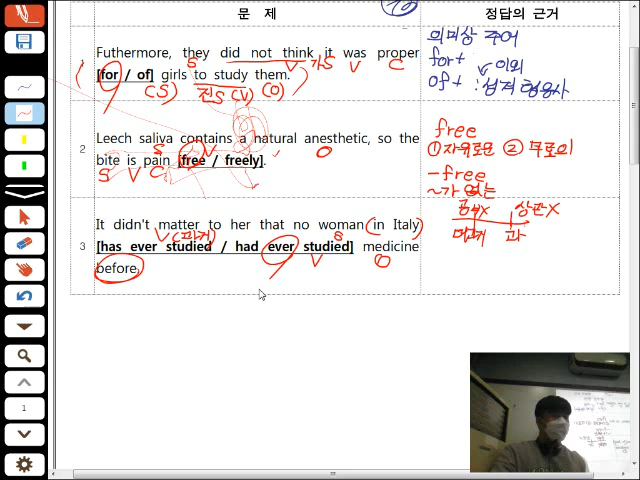 문 제
정답의 근거
1
Futhermore, they did not think it was proper
[for / of] girls to study them.
S V 가S V C
(S) 진S (V) (O)
의미상 주어
for+ 이외
of+ : 성격 형용사
2
Leech saliva contains a natural anesthetic, so the
bite is pain [free / freely].
S V O
S V C
free
①자유로운 ② 무료의
-free
~가 없는
3
It didn't matter to her that no woman (in Italy)
[has ever studied / had ever studied] medicine
before.
V(과거) S
V O
상관X
과
1